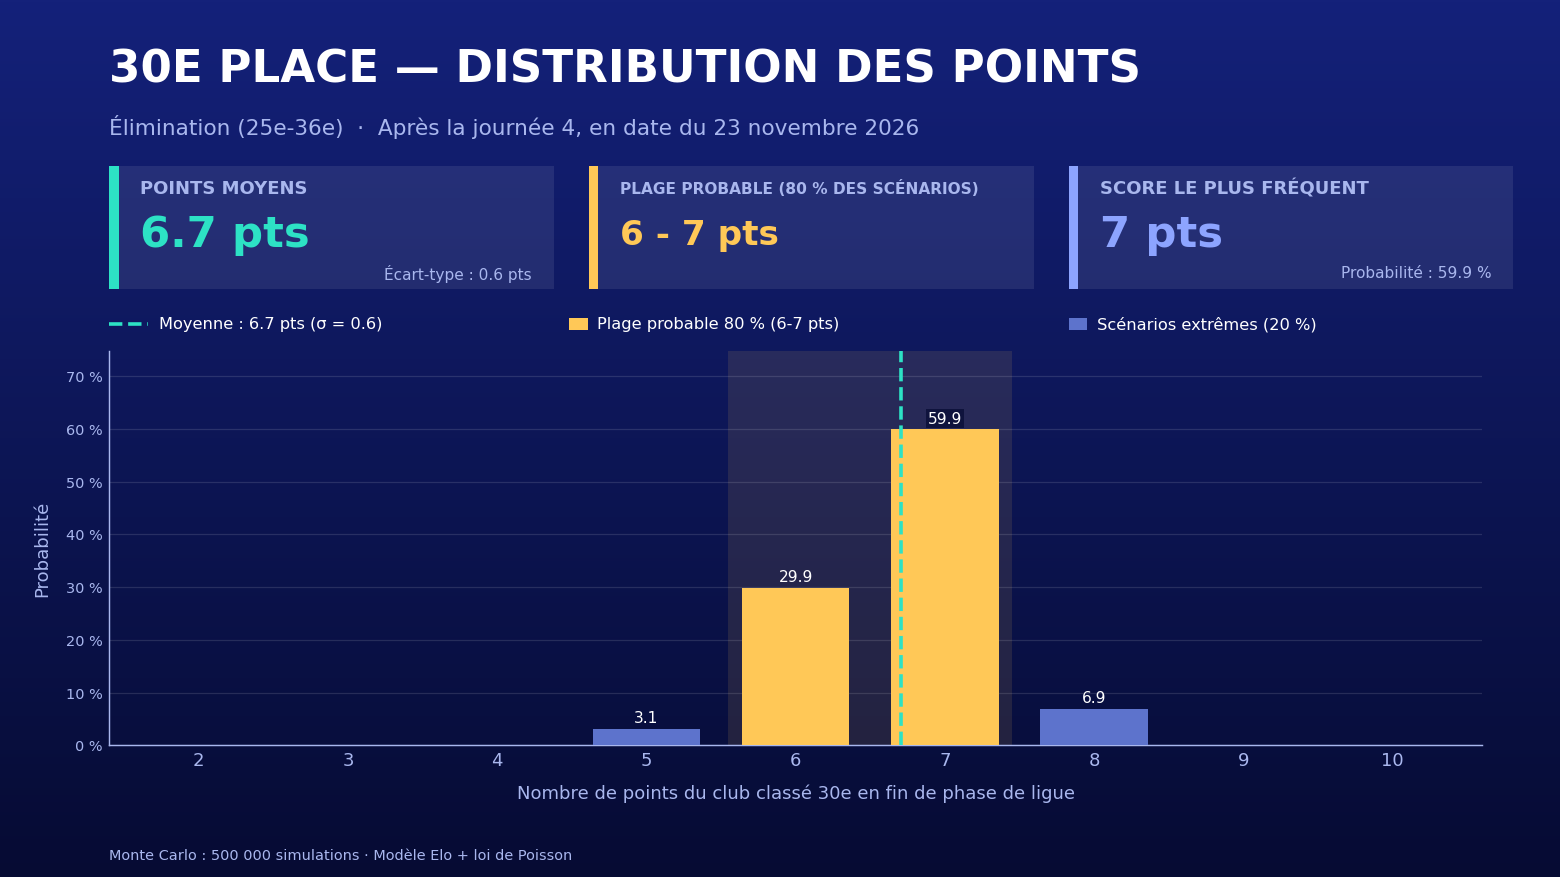 30E PLACE — DISTRIBUTION DES POINTS
Élimination (25e-36e)  ·  Après la journée 4, en date du 23 novembre 2026
POINTS MOYENS
6.7 pts
Écart-type : 0.6 pts
PLAGE PROBABLE (80 % DES SCÉNARIOS)
6 - 7 pts
SCORE LE PLUS FRÉQUENT
7 pts
Probabilité : 59.9 %
Moyenne : 6.7 pts (σ = 0.6)
Plage probable 80 % (6-7 pts)
Scénarios extrêmes (20 %)
Probabilité
70 %
60 %
50 %
40 %
30 %
20 %
10 %
0 %
3.1
29.9
59.9
6.9
2 3 4 5 6 7 8 9 10
Nombre de points du club classé 30e en fin de phase de ligue
Monte Carlo : 500 000 simulations · Modèle Elo + loi de Poisson